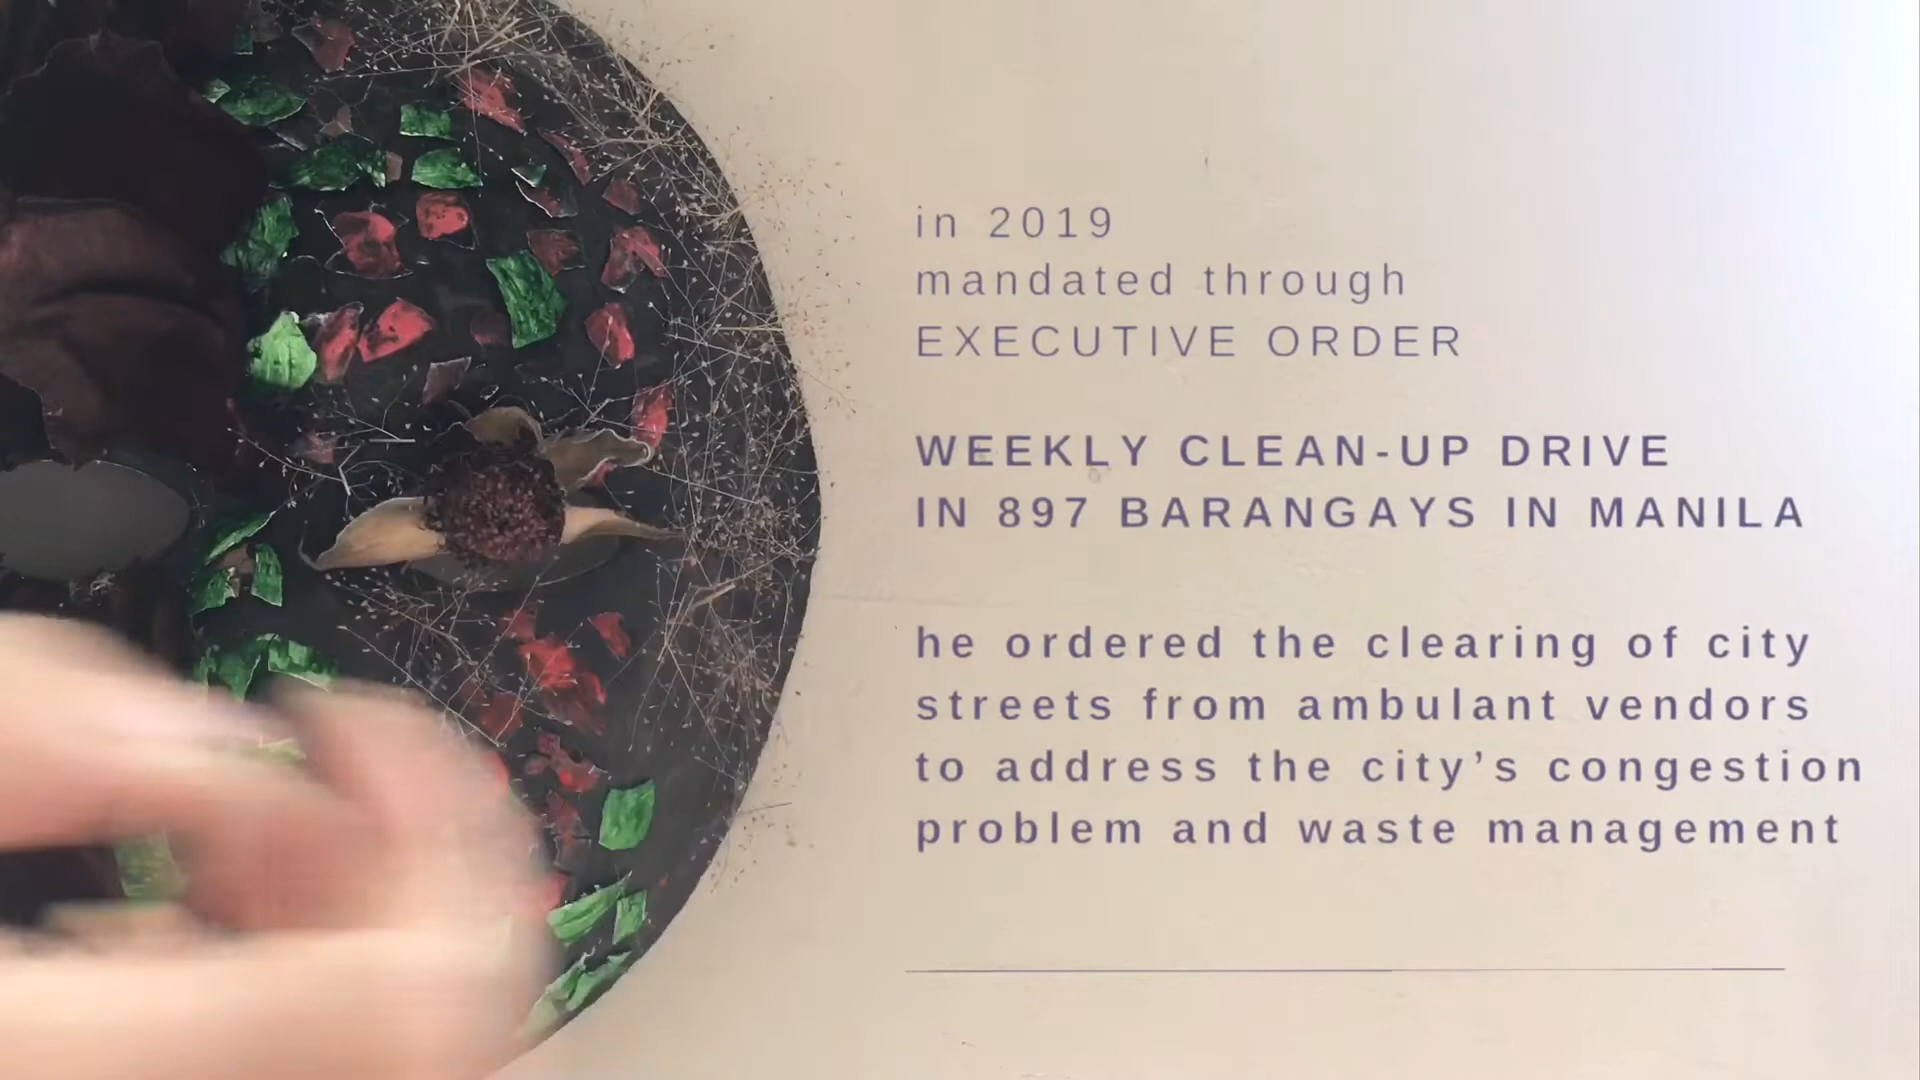 in 2019
mandated through
EXECUTIVE ORDER
WEEKLY CLEAN-UP DRIVE
IN 897 BARANGAYS IN MANILA
he ordered the clearing of city
streets from ambulant vendors
to address the city’s congestion
problem and waste management